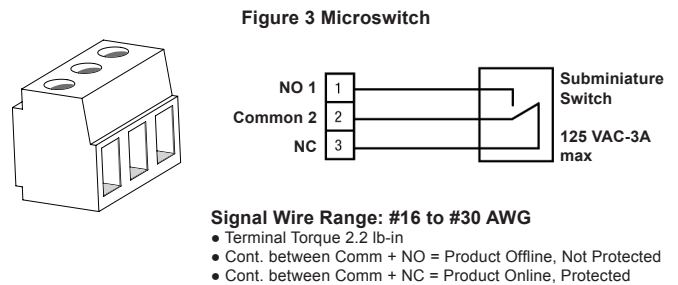 Figure 3 Microswitch
NO 1 1
Common 2 2
NC 3
Subminiature
Switch
125 VAC-3A
max
Signal Wire Range: #16 to #30 AWG
● Terminal Torque 2.2 lb-in
● Cont. between Comm + NO = Product Offline, Not Protected
● Cont. between Comm + NC = Product Online, Protected